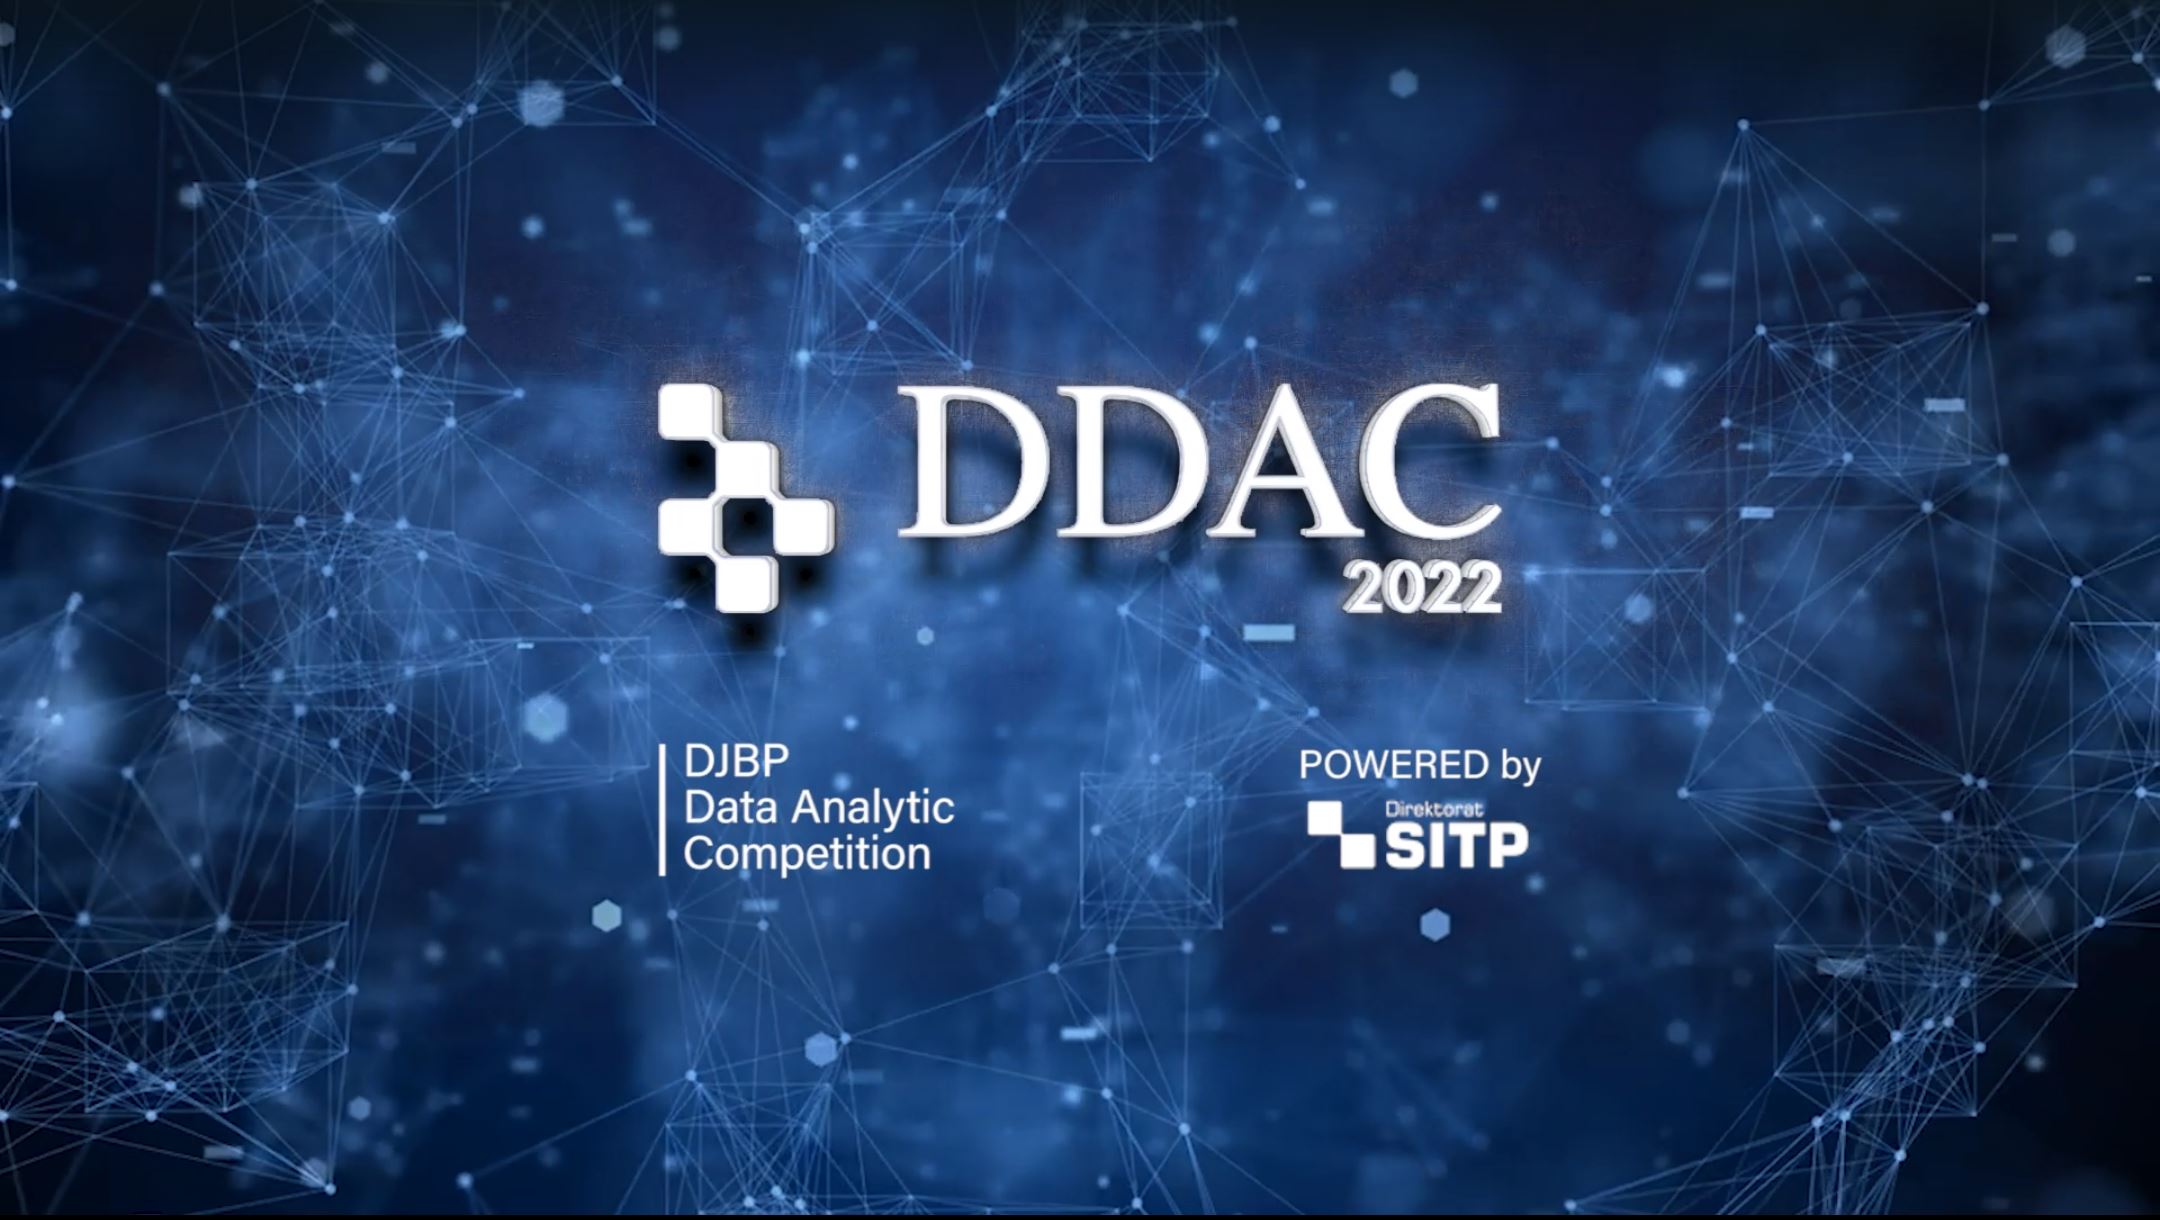 DDAC
2022
DJBP
Data Analytic
Competition
POWERED by
Direktorat
SITP